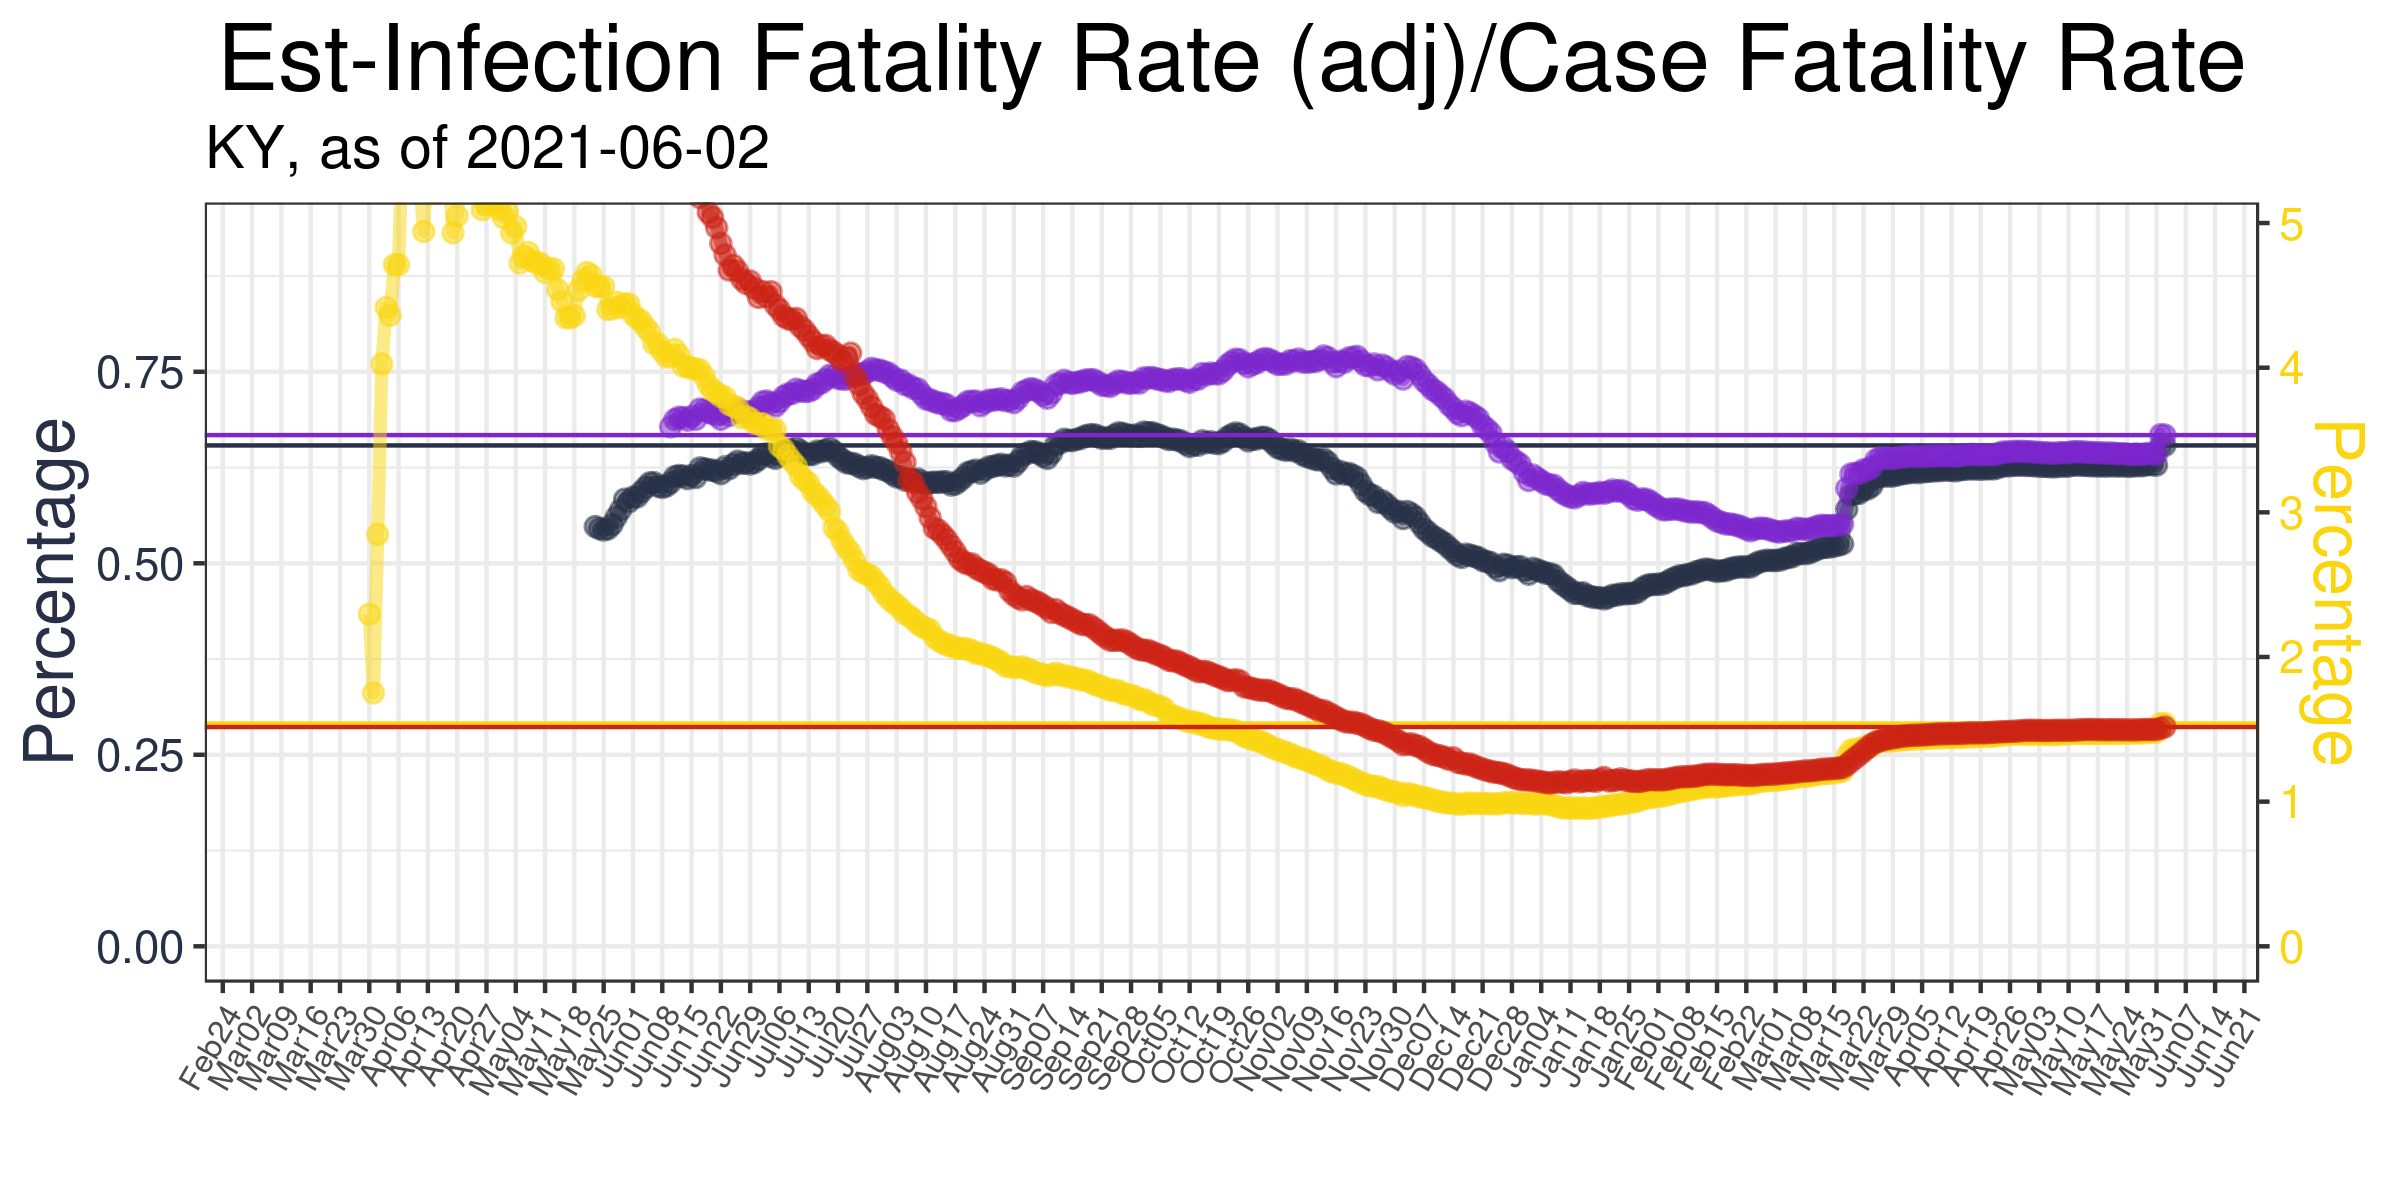 Est-Infection Fatality Rate (adj)/Case Fatality Rate
KY, as of 2021-06-02
Percentage
0.75
0.50
0.25
0.00
5
4
3
2
1
0
Percentage
Feb24
Mar02
Mar09
Mar16
Mar23
Mar30
Apr06
Apr13
Apr20
Apr27
May04
May11
May18
May25
Jun01
Jun08
Jun15
Jun22
Jun29
Jul06
Jul13
Jul20
Jul27
Aug03
Aug10
Aug17
Aug24
Aug31
Sep07
Sep14
Sep21
Sep28
Oct05
Oct12
Oct19
Oct26
Nov02
Nov09
Nov16
Nov23
Nov30
Dec07
Dec14
Dec21
Dec28
Jan04
Jan11
Jan18
Jan25
Feb01
Feb08
Feb15
Feb22
Mar01
Mar08
Mar15
Mar22
Mar29
Apr05
Apr12
Apr19
Apr26
May03
May10
May17
May24
May31
Jun07
Jun14
Jun21